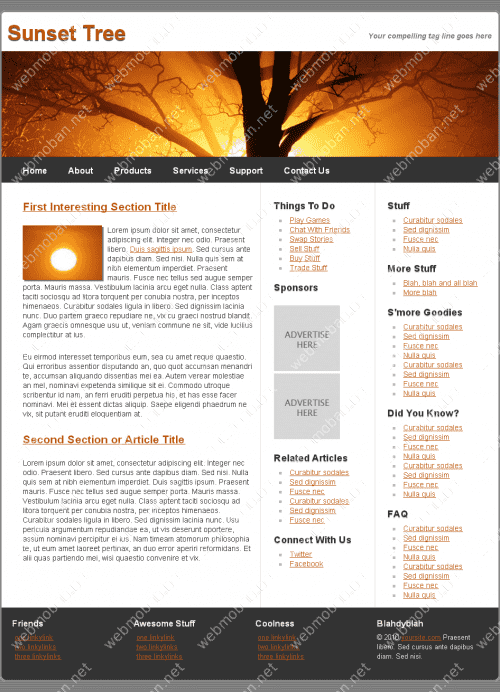 Sunset Tree
Your compelling tag line goes here
Home About Products Services Support Contact Us
First Interesting Section Title
Lorem ipsum dolor sit amet, consectetur
adipiscing elit. Integer nec odio. Praesent
libero. Duis sagittis ipsum. Sed cursus ante
dapibus diam. Sed nisi. Nulla quis sem at
nibh elementum imperdiet. Praesent
mauris. Fusce nec tellus sed augue semper
porta. Mauris massa. Vestibulum lacinia arcu eget nulla. Class aptent
taciti sociosqu ad litora torquent per conubia nostra, per inceptos
himenaeos. Curabitur sodales ligula in libero. Sed dignissim lacinia
nunc. Duo partem graeco repudiare ne, vix cu graeci nostrud blandit
Agam graecis omnesque usu ut, veniam commune ne sit, vide lucilius
complectitur at ius.
Eu eirmod interesset temporibus eum, sea cu amet reque quaestio.
Qui erroribus assentior disputando an, quo quot accumsan menandri
te, accumsan aliquando dissentias mei ea. Autem verear molestiae
an mel, nominavi expetenda similique sit ei. Commodo utroque
scribentur id nam, an ferri eruditi perpetua his, et has esse facer
nominavi. Mei et essent dictas aliquip. Saepe eligendi phaedrum ne
vix, sit putant eruditi eloquentiam at.
Second Section or Article Title
Lorem ipsum dolor sit amet, consectetur adipiscing elit. Integer nec
odio. Praesent libero. Sed cursus ante dapibus diam. Sed nisi. Nulla
quis sem at nibh elementum imperdiet. Duis sagittis ipsum. Praesent
mauris. Fusce nec tellus sed augue semper porta. Mauris massa.
Vestibulum lacinia arcu eget nulla. Class aptent taciti sociosqu ad
litora torquent per conubia nostra, per inceptos himenaeos.
Curabitur sodales ligula in libero. Sed dignissim lacinia nunc. Usu
pericula argumentum repudiandae ea, ut vis deserunt oportere,
assum nominavi percipitur ei ius. Nam timeam atomorum philosophia
te, ut eum amet laoreet pertinax, an duo error aperiri reformidans. Et
alii quas partiendo mei, wisi quaestio convenire et vix.
Things To Do
Play Games
Chat With Friends
Swap Stories
Sell Stuff
Buy Stuff
Trade Stuff
Sponsors
ADVERTISE
HERE
ADVERTISE
HERE
Related Articles
Curabitur sodales
Sed dignissim
Fusce nec
Curabitur sodales
Sed dignissim
Fusce nec
Connect With Us
Twitter
Facebook
Stuff
Curabitur sodales
Sed dignissim
Fusce nec
Nulla quis
More Stuff
Blah, blah and all blah
More blah
S'more Goodies
Curabitur sodales
Sed dignissim
Fusce nec
Nulla quis
Curabitur sodales
Sed dignissim
Fusce nec
Nulla quis
Did You Know?
Curabitur sodales
Sed dignissim
Fusce nec
Nulla quis
Curabitur sodales
Sed dignissim
Fusce nec
Nulla quis
FAQ
Curabitur sodales
Sed dignissim
Fusce nec
Nulla quis
Curabitur sodales
Sed dignissim
Fusce nec
Nulla quis
Friends
one linkylink
two linkylinks
three linkylinks
Awesome Stuff
one linkylink
two linkylinks
three linkylinks
Coolness
one linkylink
two linkylinks
three linkylinks
Blahdyblah
© 2010 yoursite.com Praesent
libero. Sed cursus ante dapibus
diam. Sed nisi.
webmoban.net